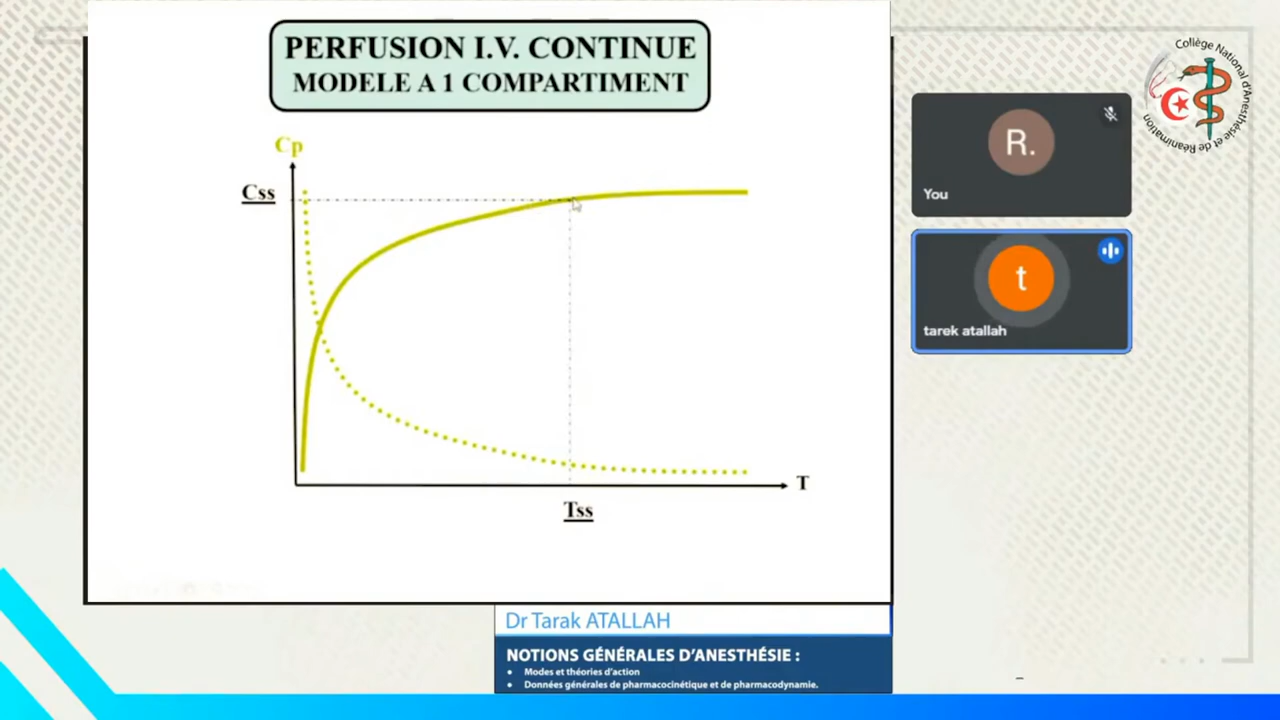 PERFUSION I.V. CONTINUE
MODELE A 1 COMPARTIMENT
Cp
Css
T
Tss
Collège National d'Anesthésie et de Réanimation
R.
You
t
tarek atallah
Dr Tarak ATALLAH
NOTIONS GÉNÉRALES D'ANESTHÉSIE :
• Modes et théories d'action
• Données générales de pharmacocinétique et de pharmacodynamie.